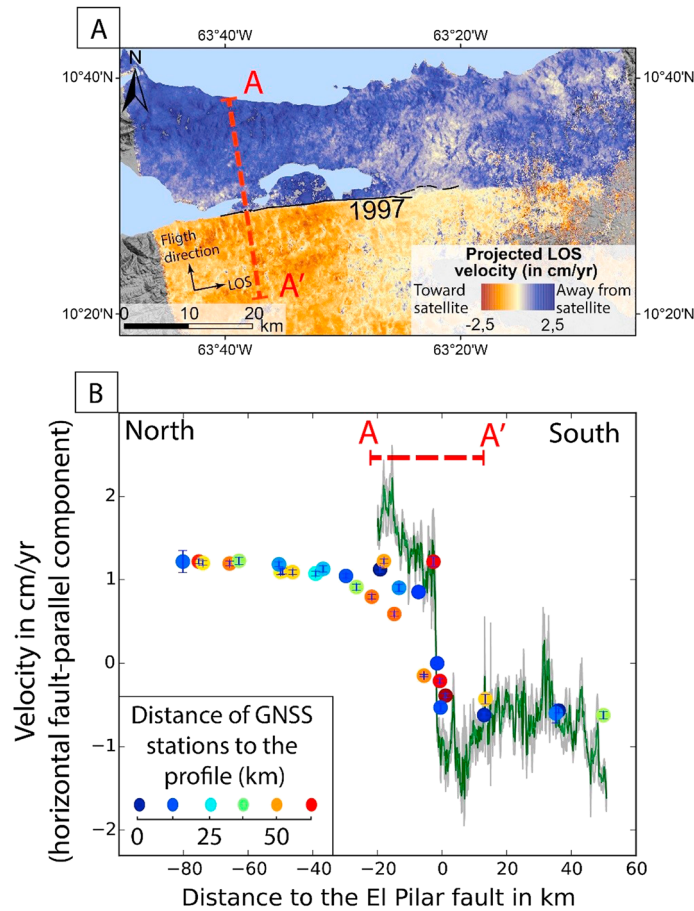 A
63°40'W
63°20'W
10°40'N
N
A
10°40'N
1997
Fligth
direction
LOS
A'
Projected LOS
velocity (in cm/yr)
Toward
satellite
Away from
satellite
-2,5
2,5
10°20'N
0 10 20
km
10°20'N
63°40'W
63°20'W
B
North
A
A'
South
2
1
0
−1
−2
Velocity in cm/yr
(horizontal fault-parallel component)
Distance of GNSS
stations to the
profile (km)
0 25 50
−80 −60 −40 −20 0 20 40 60
Distance to the El Pilar fault in km